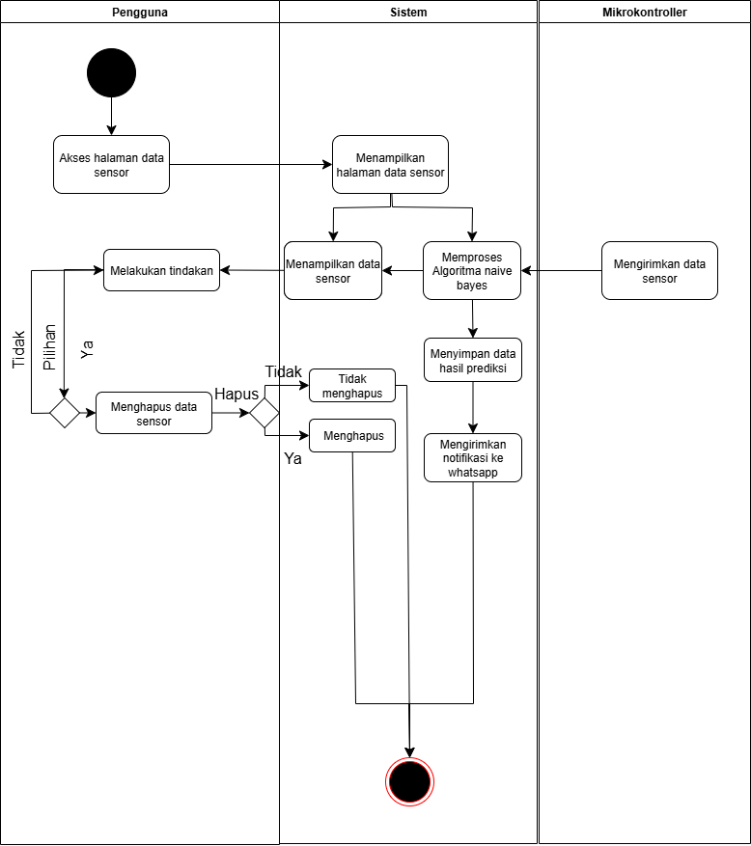 Pengguna
Sistem
Mikrokontroller
Akses halaman data
sensor
Menampilkan
halaman data sensor
Melakukan tindakan
Menampilkan data
sensor
Memproses
Algoritma naive
bayes
Mengirimkan data
sensor
Tidak
Pilihan
Ya
Menyimpan data
hasil prediksi
Menghapus data
sensor
Hapus
Tidak
Tidak
menghapus
Ya
Menghapus
Mengirimkan
notifikasi ke
whatsapp